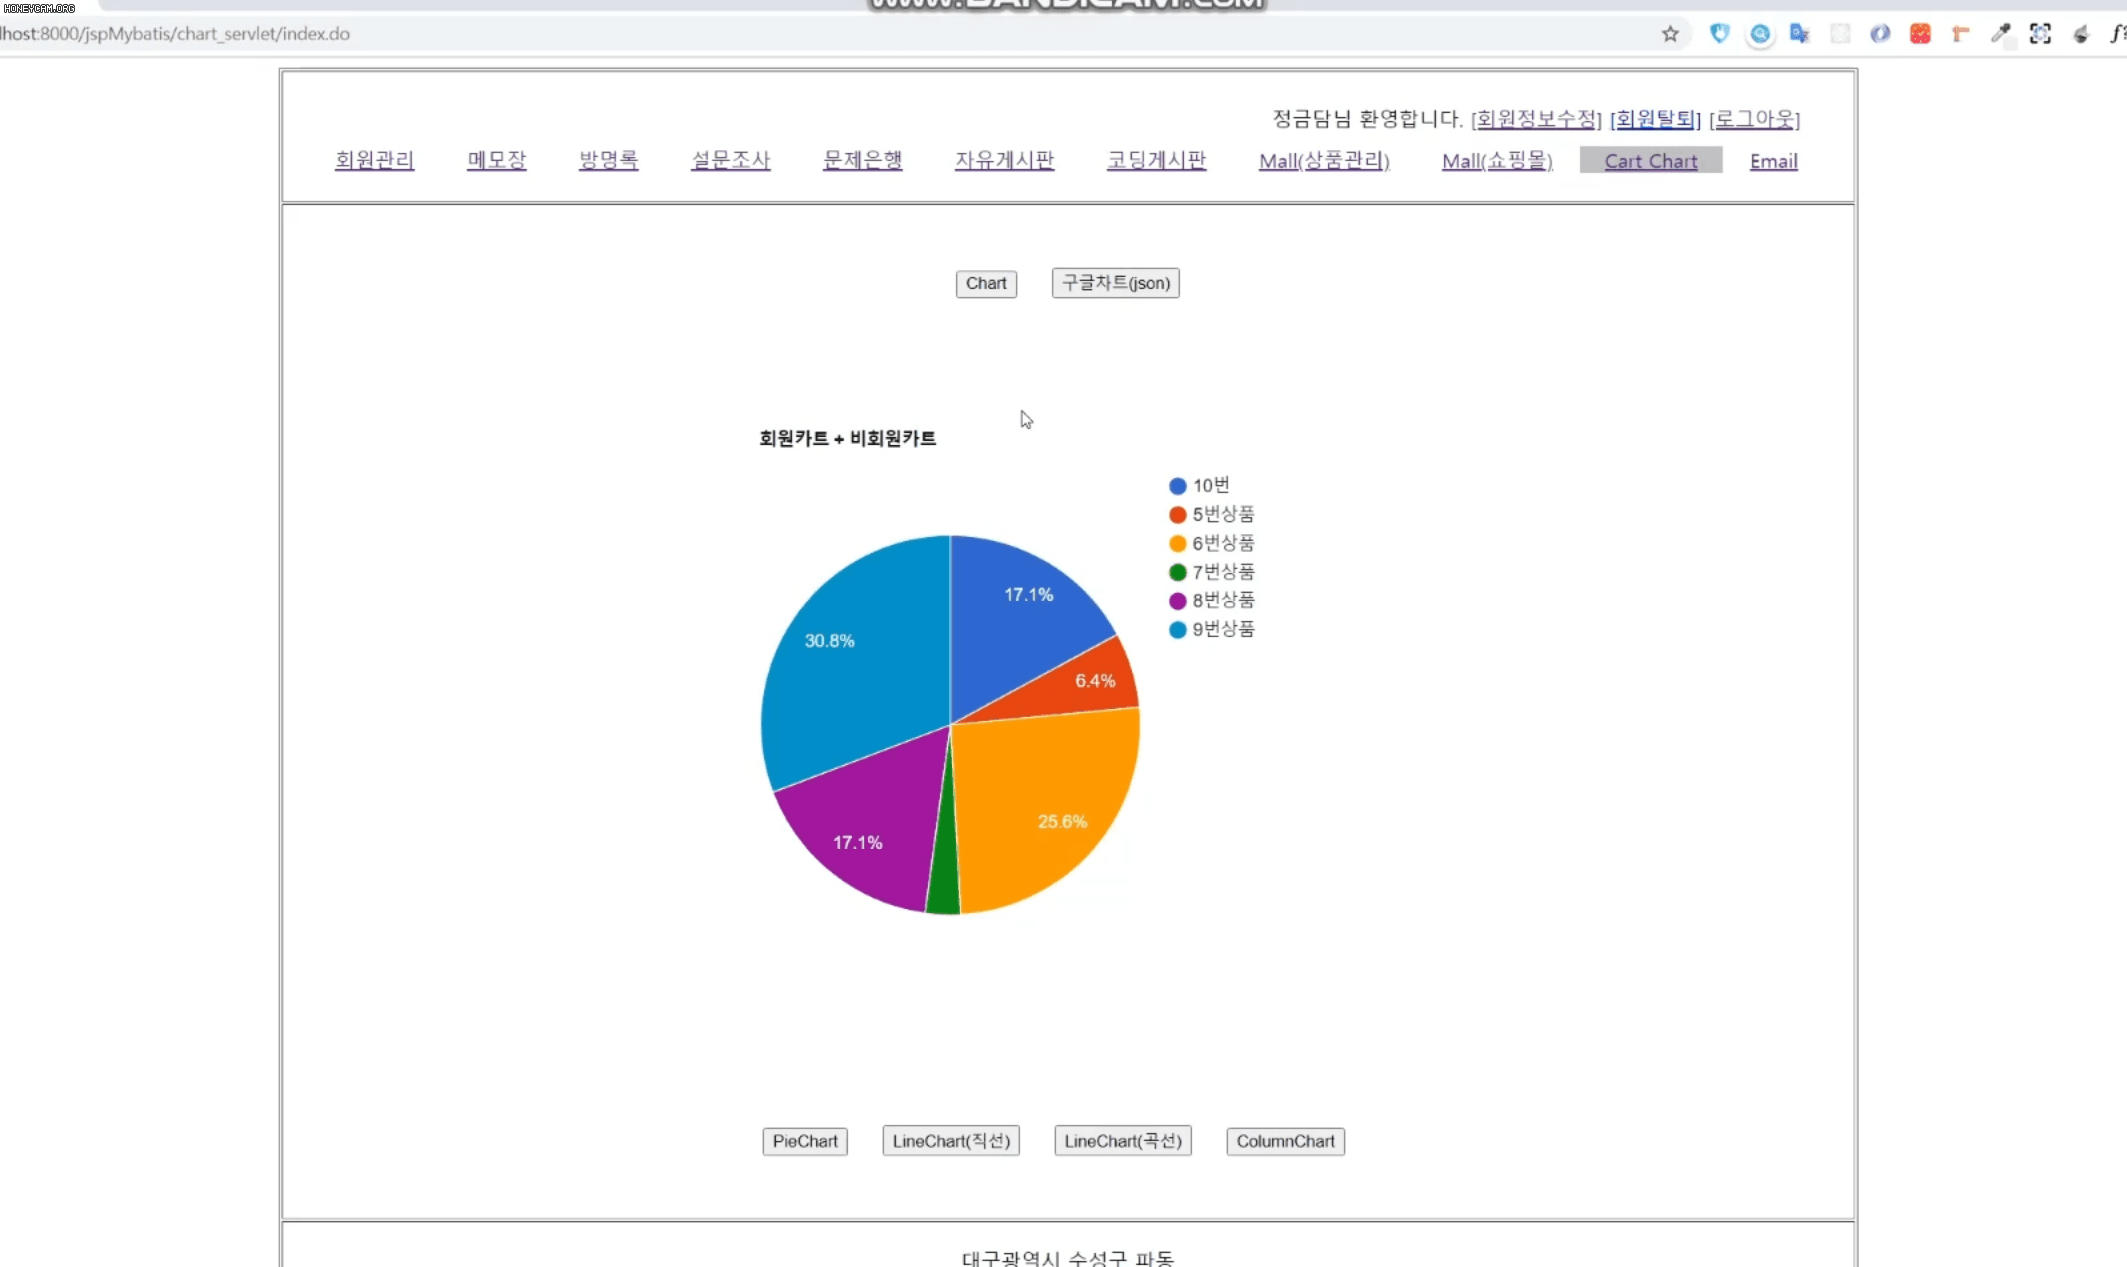 HONEYCAM.ORG
www.BANDICAM.com
lhost:8000/jspMybatis/chart_servlet/index.do
정금담님 환영합니다. [회원정보수정] [회원탈퇴] [로그아웃]
회원관리 메모장 방명록 설문조사 문제은행 자유게시판 코딩게시판 Mall(상품관리) Mall(쇼핑몰) Cart Chart Email
Chart 구글차트(json)
회원카트 + 비회원카트
10번
5번상품
6번상품
7번상품
8번상품
9번상품
17.1%
30.8%
6.4%
25.6%
17.1%
PieChart LineChart(직선) LineChart(곡선) ColumnChart
대구광역시 수성구 파동